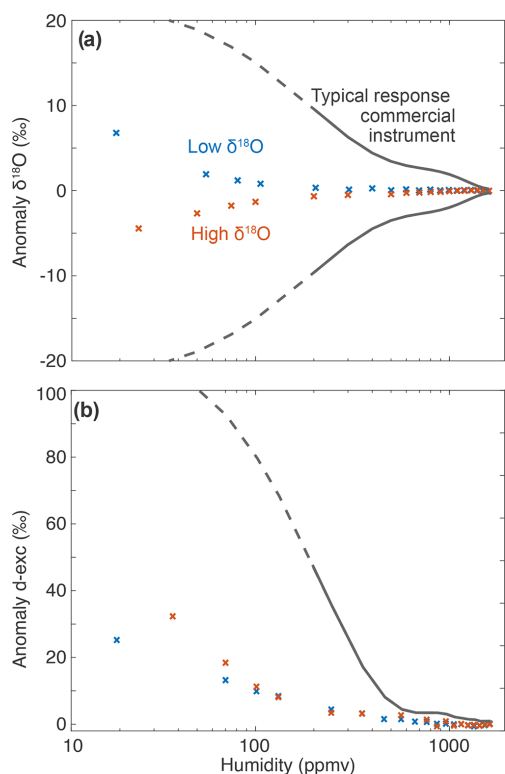 (a)
Anomaly δ¹⁸O (‰)
20
10
0
-10
-20
Typical response
commercial
instrument
Low δ¹⁸O
High δ¹⁸O
(b)
Anomaly d-exc (‰)
100
80
60
40
20
0
10
100
1000
Humidity (ppmv)